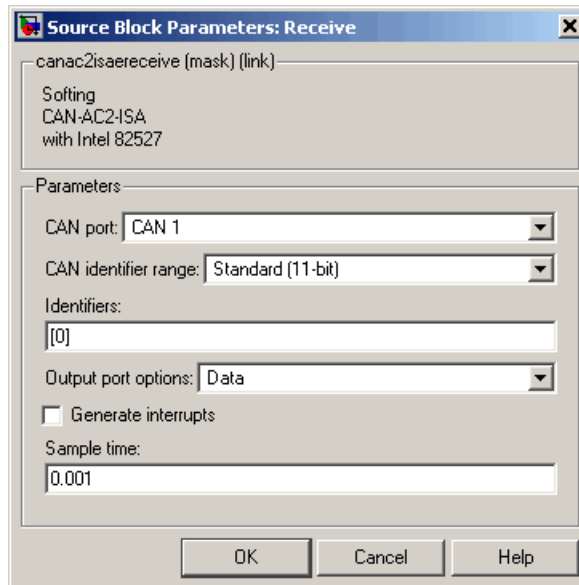 Source Block Parameters: Receive
canac2isaereceive (mask) (link)
Softing
CAN-AC2-ISA
with Intel 82527
Parameters
CAN port: CAN 1
CAN identifier range: Standard (11-bit)
Identifiers:
[0]
Output port options: Data
Generate interrupts
Sample time:
0.001
OK Cancel Help